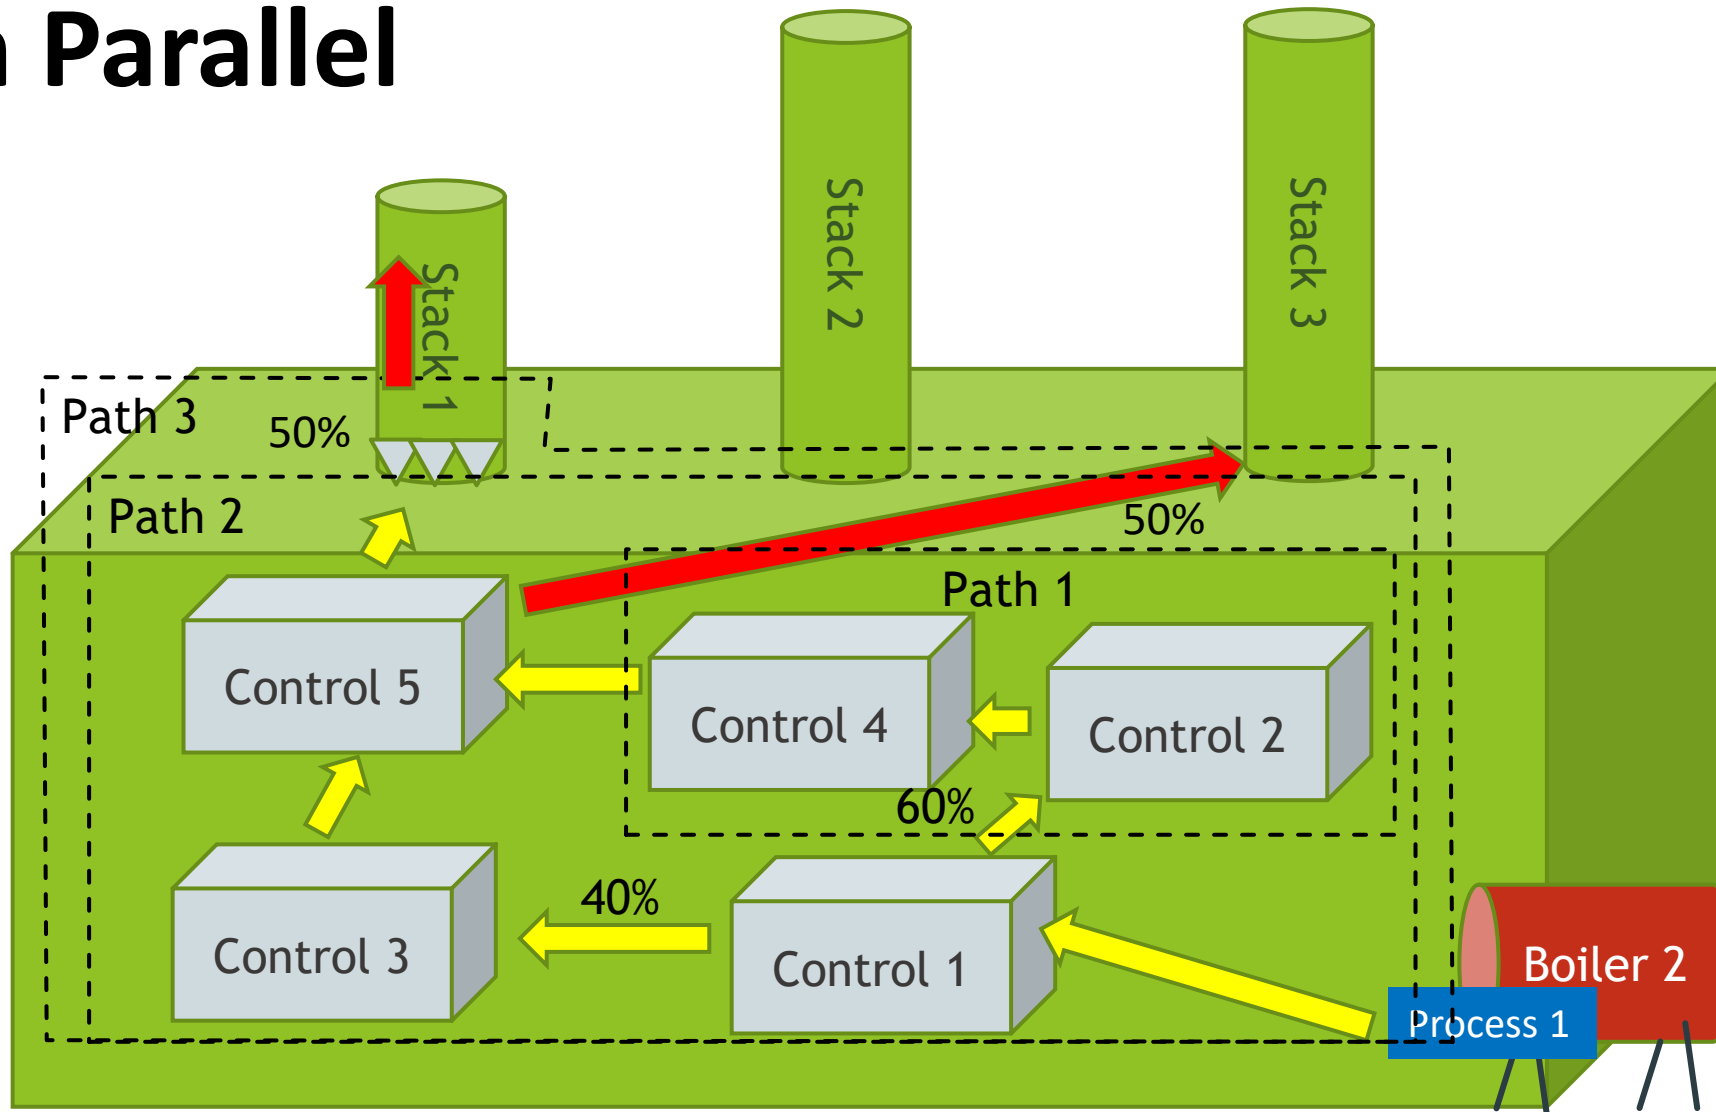 Parallel
Stack 1
Stack 2
Stack 3
Path 3
50%
Path 2
50%
Path 1
Control 5
Control 4
Control 2
60%
40%
Control 3
Control 1
Boiler 2
Process 1